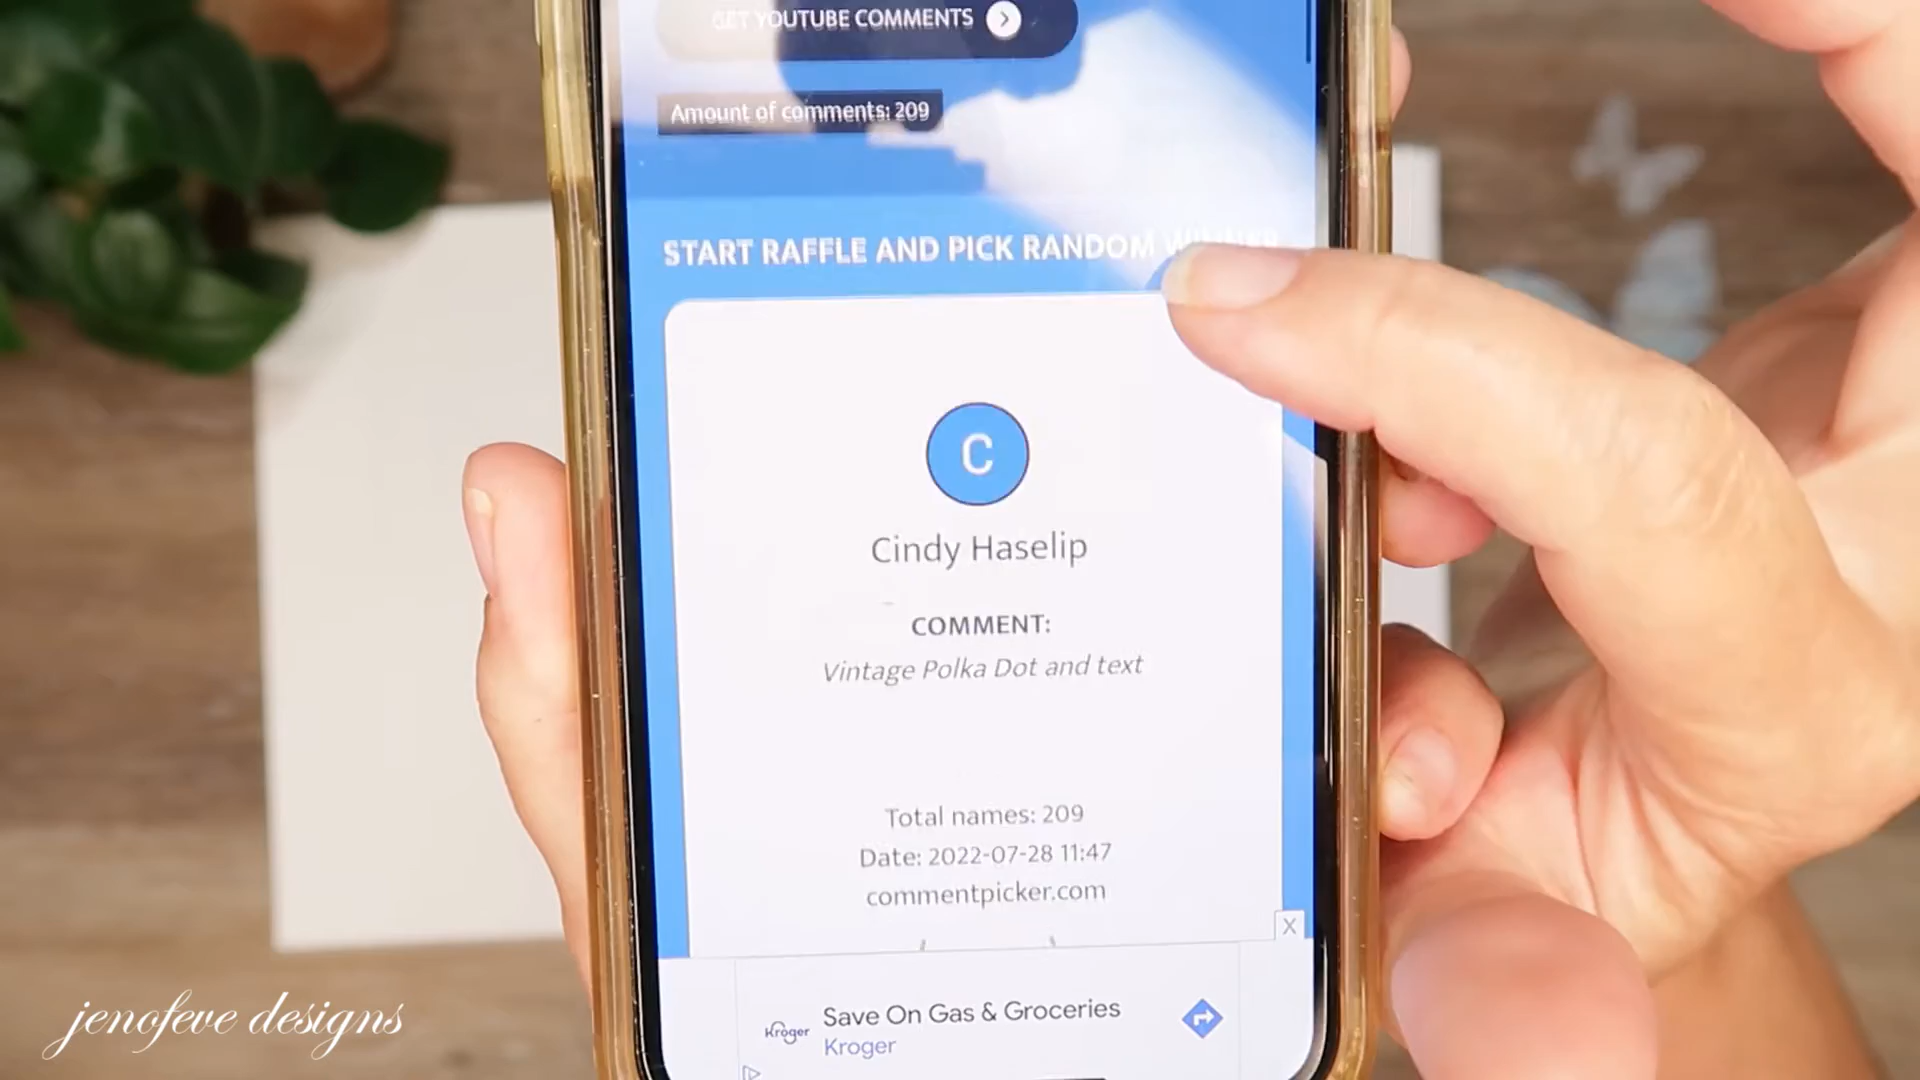 GET YOUTUBE COMMENTS
Amount of comments: 209
START RAFFLE AND PICK RANDOM WINNER
C
Cindy Haselip
COMMENT:
Vintage Polka Dot and text
Total names: 209
Date: 2022-07-28 11:47
commentpicker.com
X
Kroger
Save On Gas & Groceries
Kroger
jenofeve designs